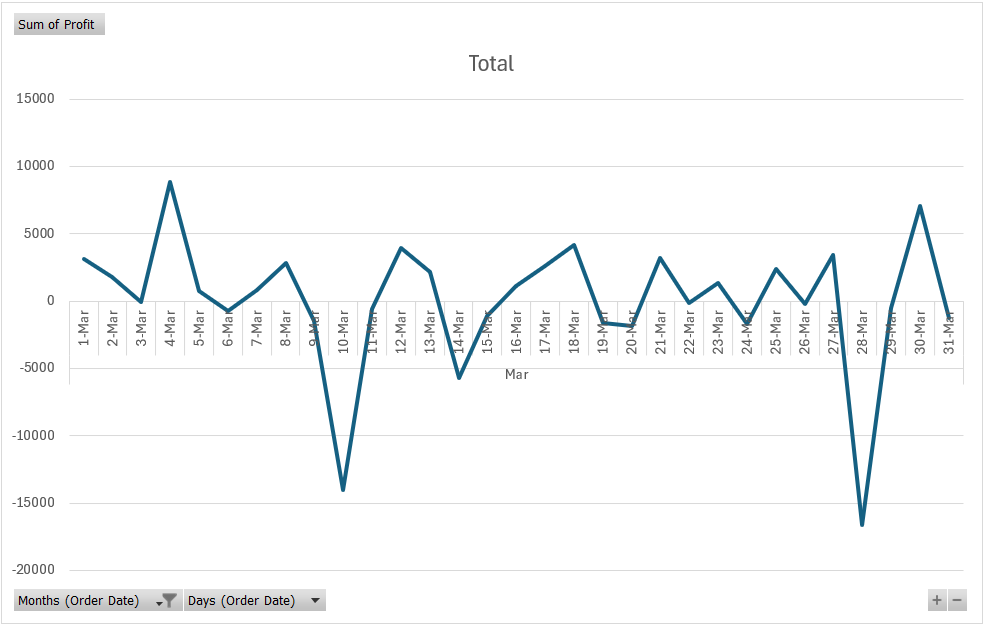 Sum of Profit
Total
15000
10000
5000
0
-5000
-10000
-15000
-20000
1-Mar
2-Mar
3-Mar
4-Mar
5-Mar
6-Mar
7-Mar
8-Mar
9-Mar
10-Mar
11-Mar
12-Mar
13-Mar
14-Mar
15-Mar
16-Mar
17-Mar
18-Mar
19-Mar
20-Mar
21-Mar
22-Mar
23-Mar
24-Mar
25-Mar
26-Mar
27-Mar
28-Mar
29-Mar
30-Mar
31-Mar
Mar
Months (Order Date) Days (Order Date) + −